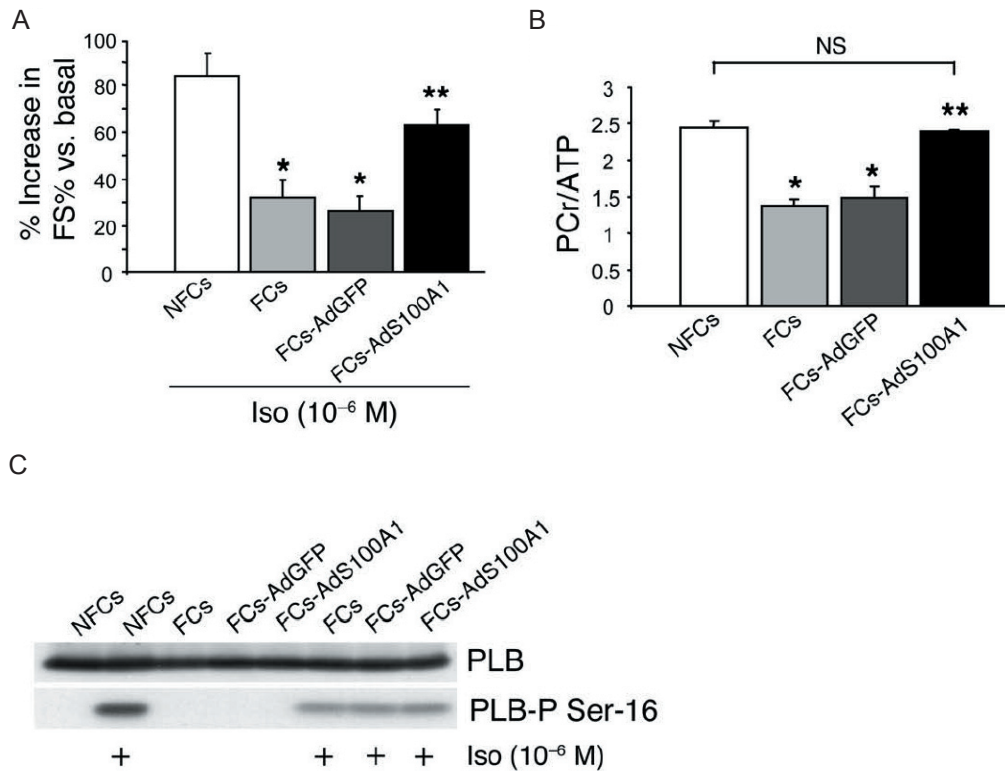 A
% Increase in
FS% vs. basal
100
80
60
40
20
0
*
*
**
NFCs
FCs
FCs-AdGFP
FCs-AdS100A1
Iso (10⁻⁶ M)
B
NS
PCr/ATP
3
2.5
2
1.5
1
0.5
0
*
*
**
NFCs
FCs
FCs-AdGFP
FCs-AdS100A1
C
NFCs
NFCs
FCs
FCs-AdGFP
FCs-AdS100A1
FCs
FCs-AdGFP
FCs-AdS100A1
PLB
PLB-P Ser-16
+ + + + Iso (10⁻⁶ M)